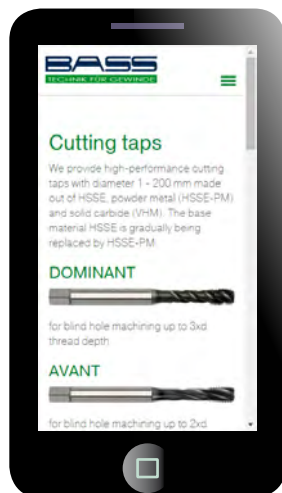 BASS
TECHNIK FÜR GEWINDE
Cutting taps
We provide high-performance cutting
taps with diameter 1 - 200 mm made
out of HSSE, powder metal (HSSE-PM)
and solid carbide (VHM). The base
material HSSE is gradually being
replaced by HSSE-PM.
DOMINANT
for blind hole machining up to 3xd
thread depth
AVANT
for blind hole machining up to 2xd